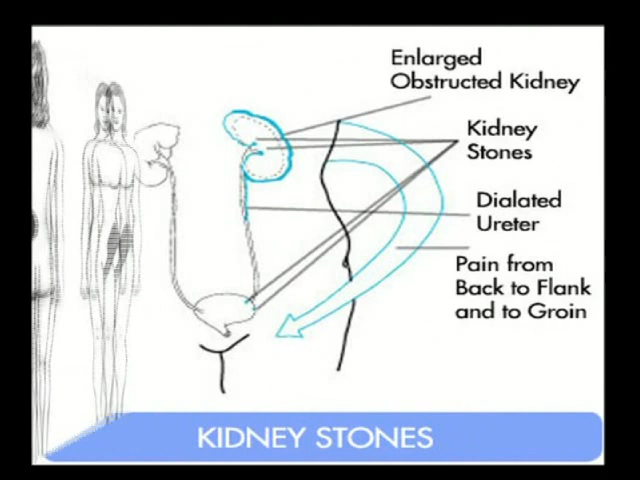 Enlarged
Obstructed Kidney
Kidney
Stones
Dialated
Ureter
Pain from
Back to Flank
and to Groin
KIDNEY STONES